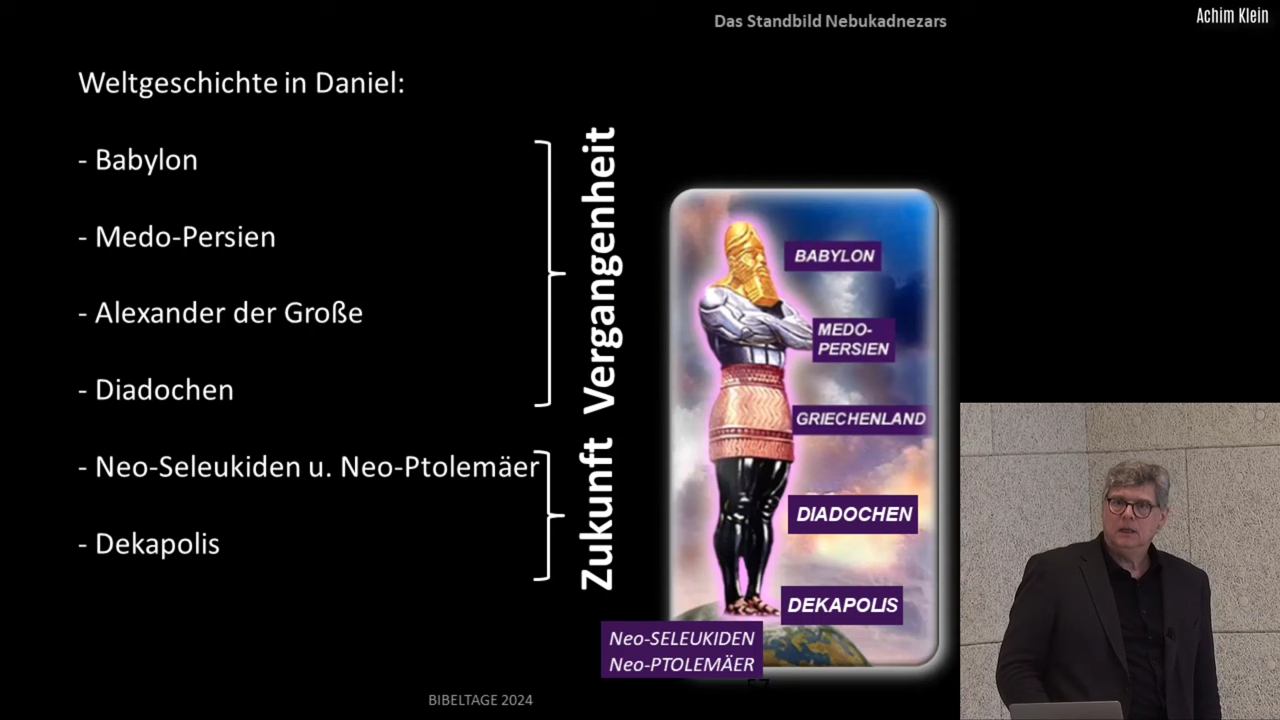 Das Standbild Nebukadnezars
Achim Klein
Weltgeschichte in Daniel:
- Babylon
- Medo-Persien
- Alexander der Große
- Diadochen
- Neo-Seleukiden u. Neo-Ptolemäer
- Dekapolis
Vergangenheit
Zukunft
BABYLON
MEDO-
PERSIEN
GRIECHENLAND
DIADOCHEN
DEKAPOLIS
Neo-SELEUKIDEN
Neo-PTOLEMÄER
BIBELTAGE 2024